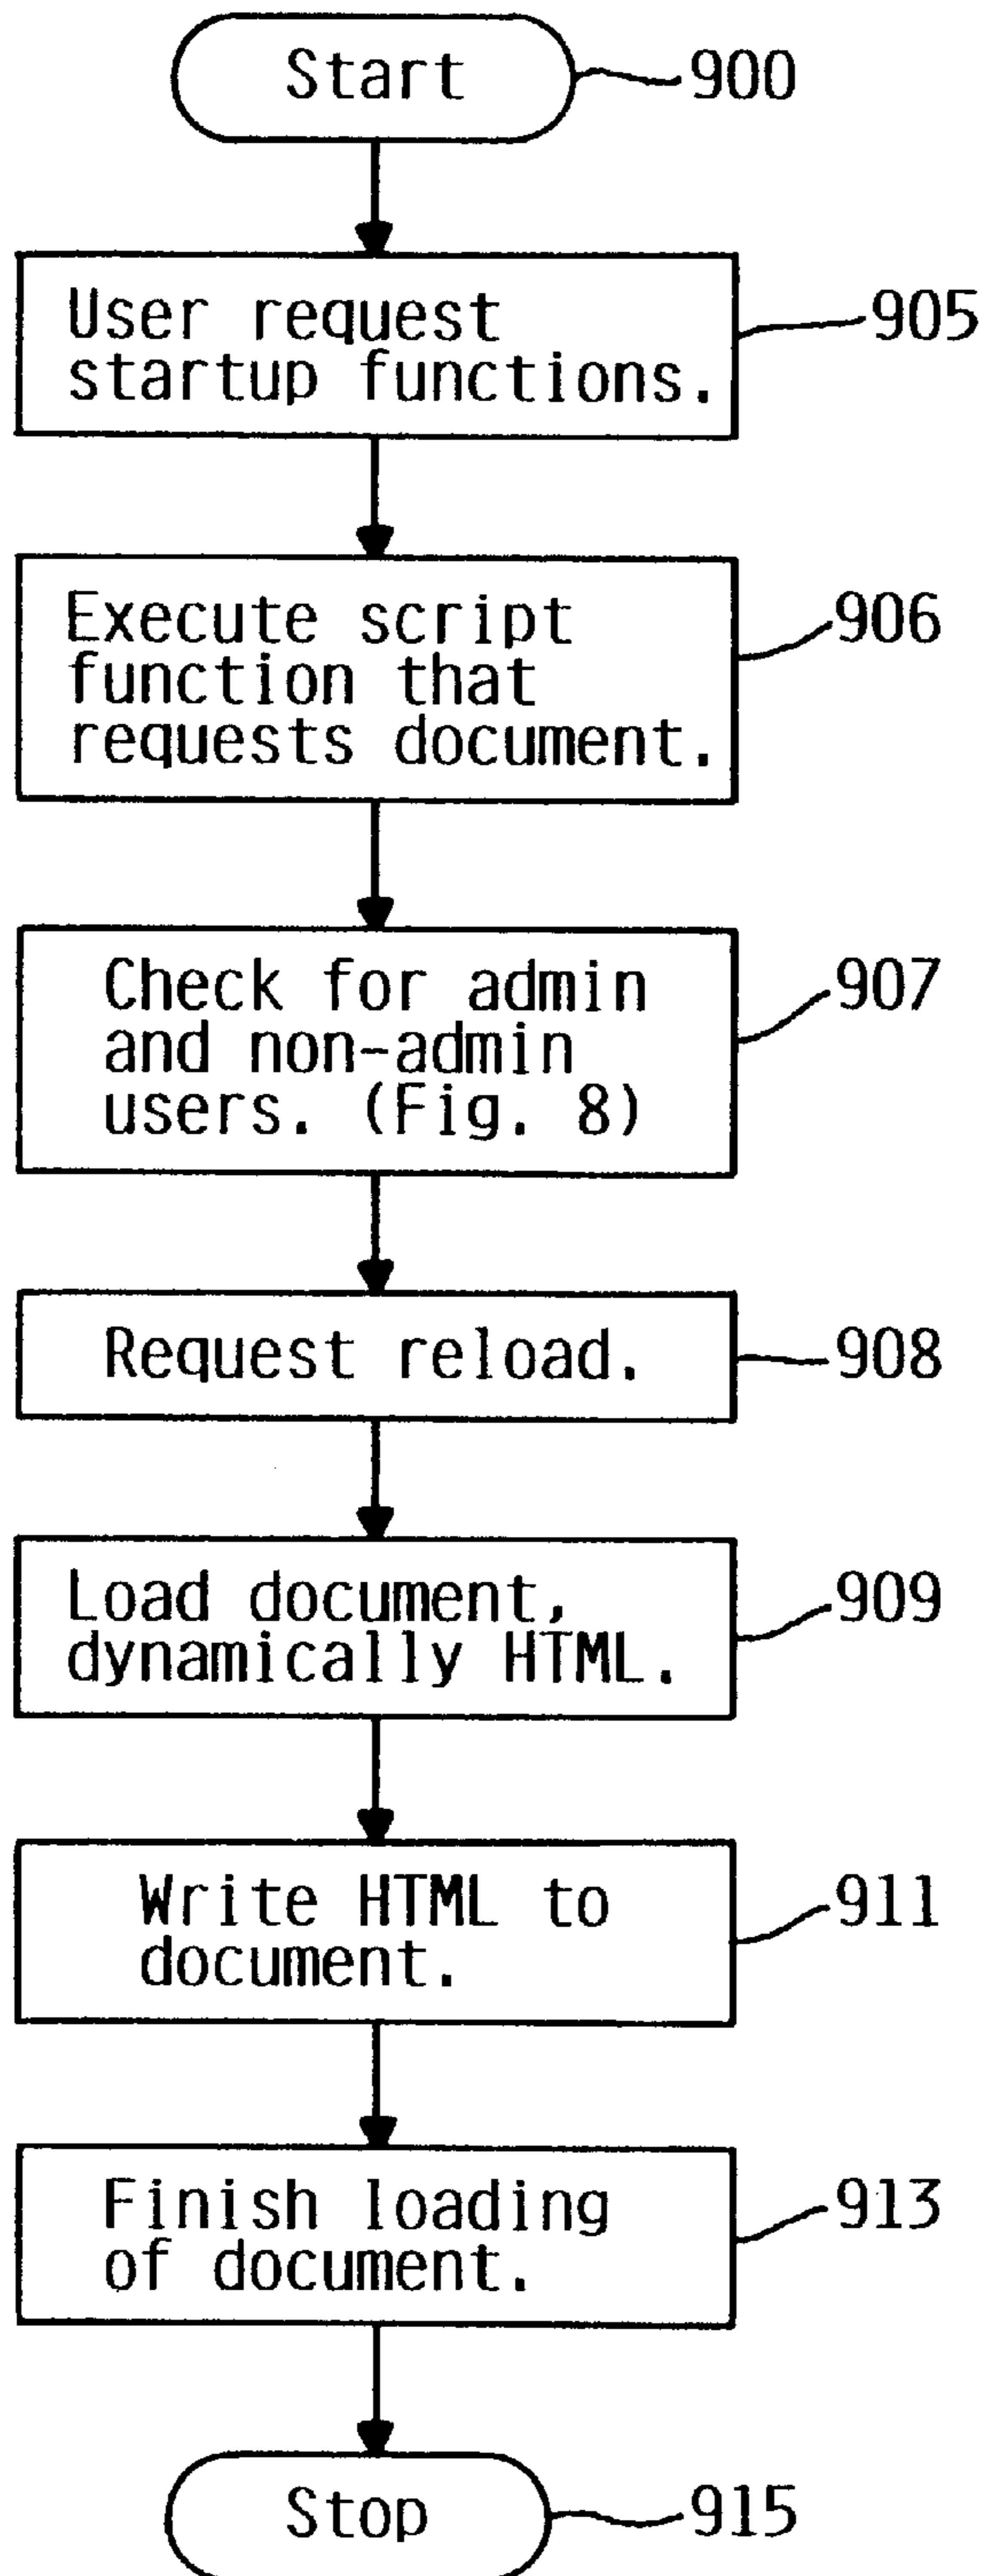 Start
900
User request
startup functions.
905
Execute script
function that
requests document.
906
Check for admin
and non-admin
users. (Fig. 8)
907
Request reload.
908
Load document,
dynamically HTML.
909
Write HTML to
document.
911
Finish loading
of document.
913
Stop
915